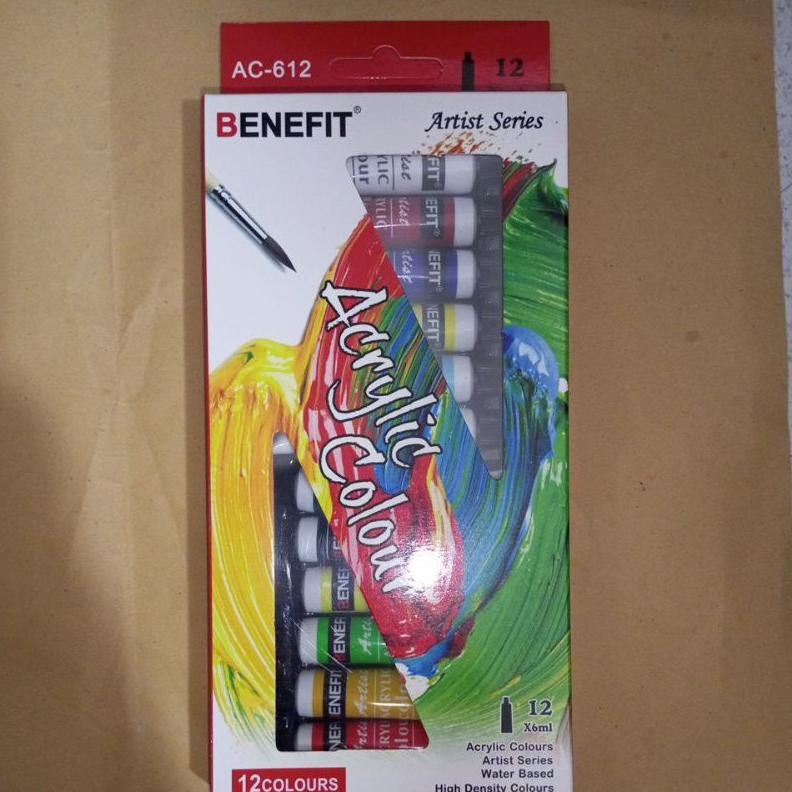 AC-612
12
BENEFIT®
Artist Series
Acrylic
Colour
12
X6ml
Acrylic Colours
Artist Series
Water Based
High Density Colours
12COLOURS